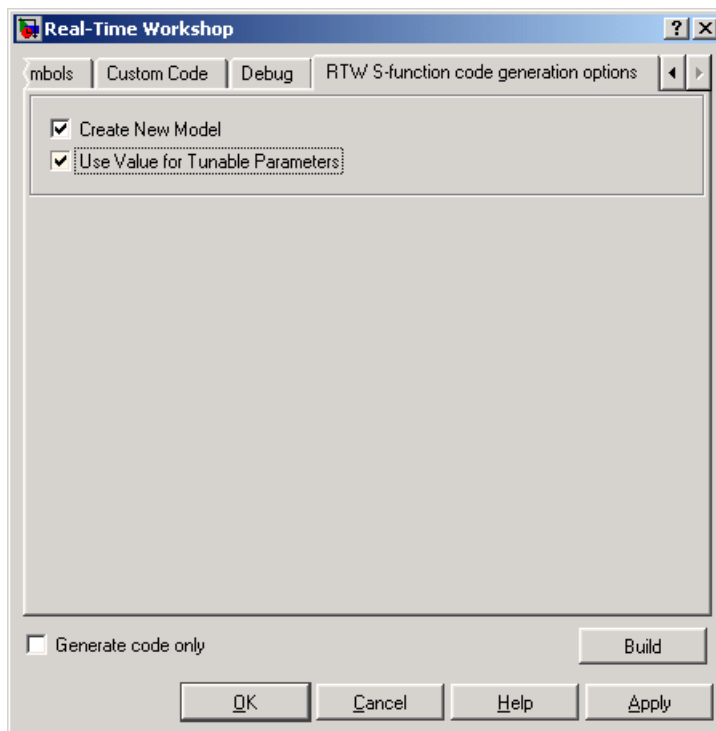 Real-Time Workshop
mbols Custom Code Debug RTW S-function code generation options
Create New Model
Use Value for Tunable Parameters
Generate code only Build
OK Cancel Help Apply